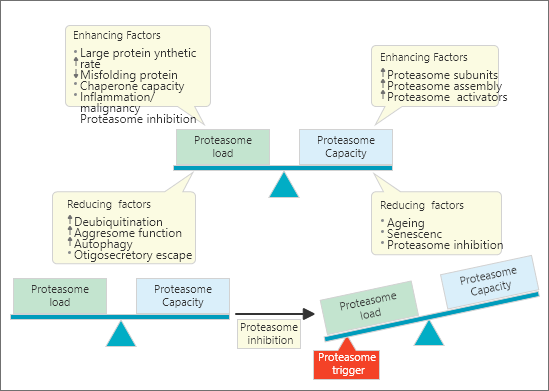 Enhancing Factors
• Large protein ynthetic
rate
Misfolding protein
• Chaperone capacity
• Inflammation/
malignancy
Proteasome inhibition
Enhancing Factors
Proteasome subunits
Proteasome assembly
Proteasome activators
Proteasome
load
Proteasome
Capacity
Reducing factors
Deubiquitination
Aggresome function
Autophagy
• Otigosecretory escape
Reducing factors
• Ageing
• Senescenc
• Proteasome inhibition
Proteasome
load
Proteasome
Capacity
Proteasome
inhibition
Proteasome
load
Proteasome
Capacity
Proteasome
trigger